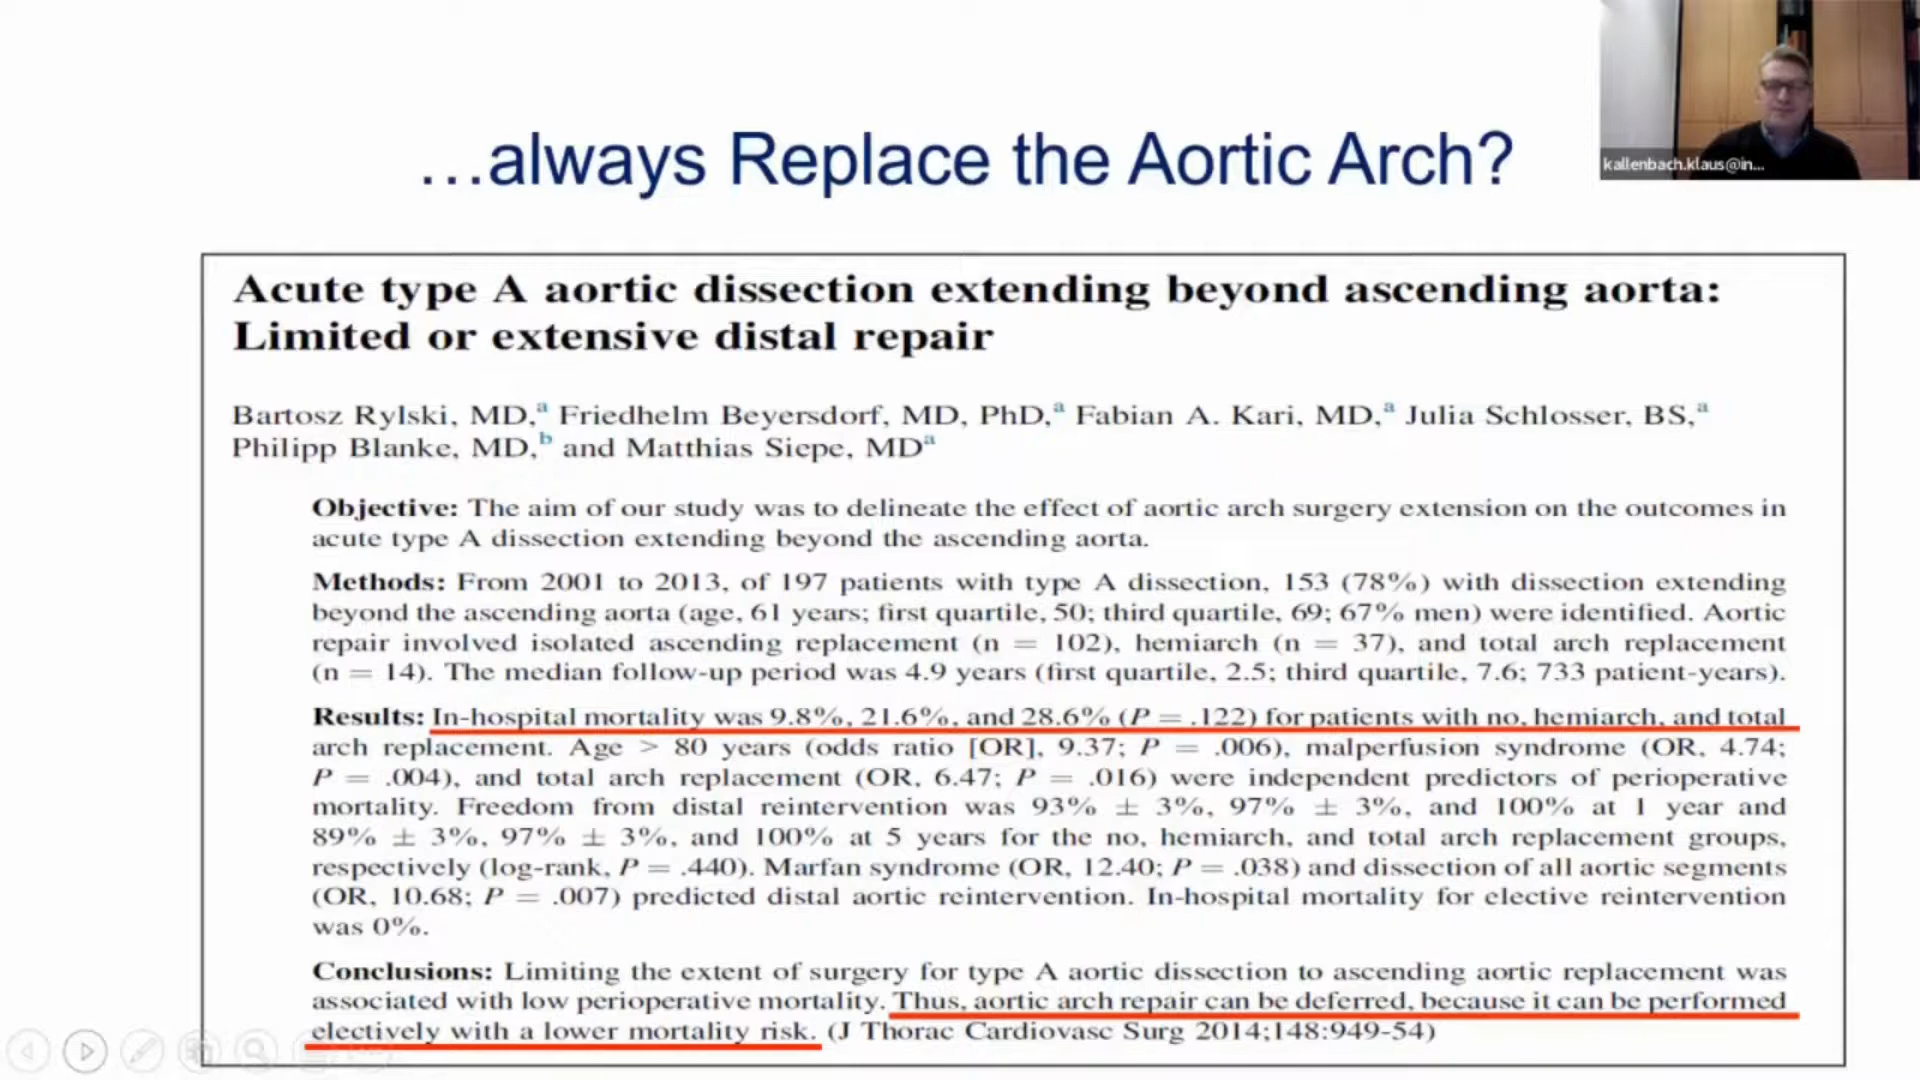 kallenbach.klaus@in...
...always Replace the Aortic Arch?
Acute type A aortic dissection extending beyond ascending aorta:
Limited or extensive distal repair
Bartosz Rylski, MD,a Friedhelm Beyersdorf, MD, PhD,a Fabian A. Kari, MD,a Julia Schlosser, BS,a
Philipp Blanke, MD,b and Matthias Siepe, MDa
Objective: The aim of our study was to delineate the effect of aortic arch surgery extension on the outcomes in
acute type A dissection extending beyond the ascending aorta.
Methods: From 2001 to 2013, of 197 patients with type A dissection, 153 (78%) with dissection extending
beyond the ascending aorta (age, 61 years; first quartile, 50; third quartile, 69; 67% men) were identified. Aortic
repair involved isolated ascending replacement (n = 102), hemiarch (n = 37), and total arch replacement
(n = 14). The median follow-up period was 4.9 years (first quartile, 2.5; third quartile, 7.6; 733 patient-years).
Results: In-hospital mortality was 9.8%, 21.6%, and 28.6% (P = .122) for patients with no, hemiarch, and total
arch replacement. Age > 80 years (odds ratio [OR], 9.37; P = .006), malperfusion syndrome (OR, 4.74;
P = .004), and total arch replacement (OR, 6.47; P = .016) were independent predictors of perioperative
mortality. Freedom from distal reintervention was 93% ± 3%, 97% ± 3%, and 100% at 1 year and
89% ± 3%, 97% ± 3%, and 100% at 5 years for the no, hemiarch, and total arch replacement groups,
respectively (log-rank, P = .440). Marfan syndrome (OR, 12.40; P = .038) and dissection of all aortic segments
(OR, 10.68; P = .007) predicted distal aortic reintervention. In-hospital mortality for elective reintervention
was 0%.
Conclusions: Limiting the extent of surgery for type A aortic dissection to ascending aortic replacement was
associated with low perioperative mortality. Thus, aortic arch repair can be deferred, because it can be performed
electively with a lower mortality risk. (J Thorac Cardiovasc Surg 2014;148:949-54)